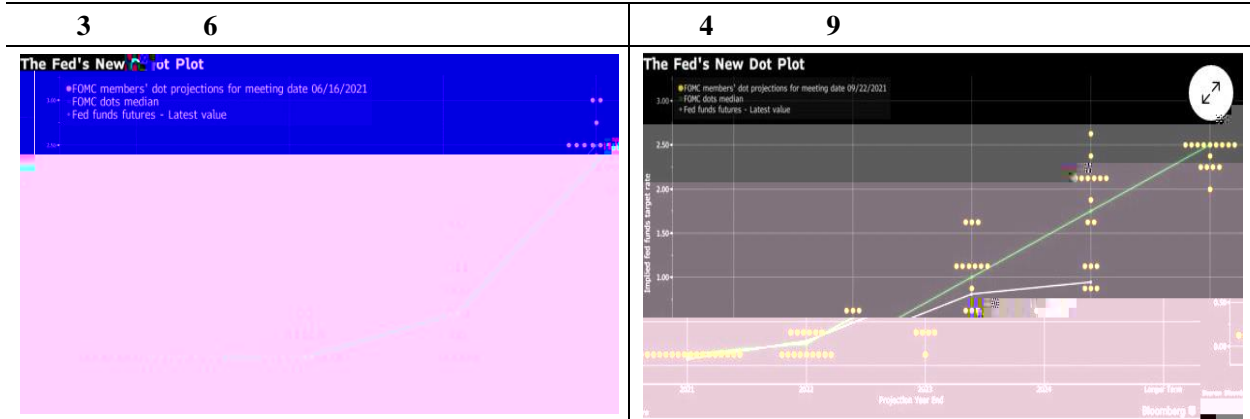 3 6
4 9
The Fed's New ot Plot
FOMC members' dot projections for meeting date 06/16/2021
FOMC dots median
Fed funds futures - Latest value
3.00
2.50
The Fed's New Dot Plot
FOMC members' dot projections for meeting date 09/22/2021
FOMC dots median
Fed funds futures - Latest value
3.00
2.50
2.00
1.50
1.00
Implied fed funds target rate
0.00
2021
2022
2023
2024
Longer Term
Projection Year End
Bloomberg